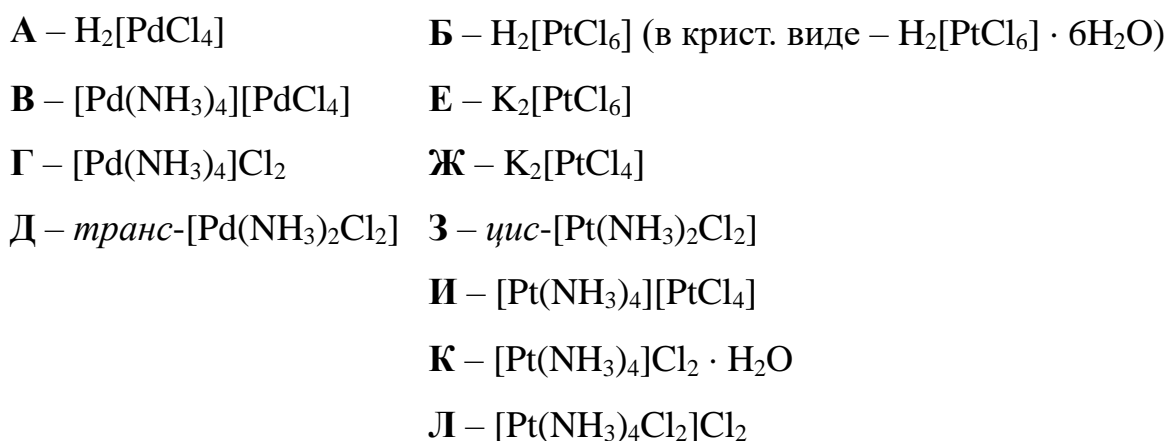 А – H₂[PdCl₄] Б – H₂[PtCl₆] (в крист. виде – H₂[PtCl₆] · 6H₂O)
В – [Pd(NH₃)₄][PdCl₄] Е – K₂[PtCl₆]
Г – [Pd(NH₃)₄]Cl₂ Ж – K₂[PtCl₄]
Д – транс-[Pd(NH₃)₂Cl₂] З – цис-[Pt(NH₃)₂Cl₂]
И – [Pt(NH₃)₄][PtCl₄]
К – [Pt(NH₃)₄]Cl₂ · H₂O
Л – [Pt(NH₃)₄Cl₂]Cl₂